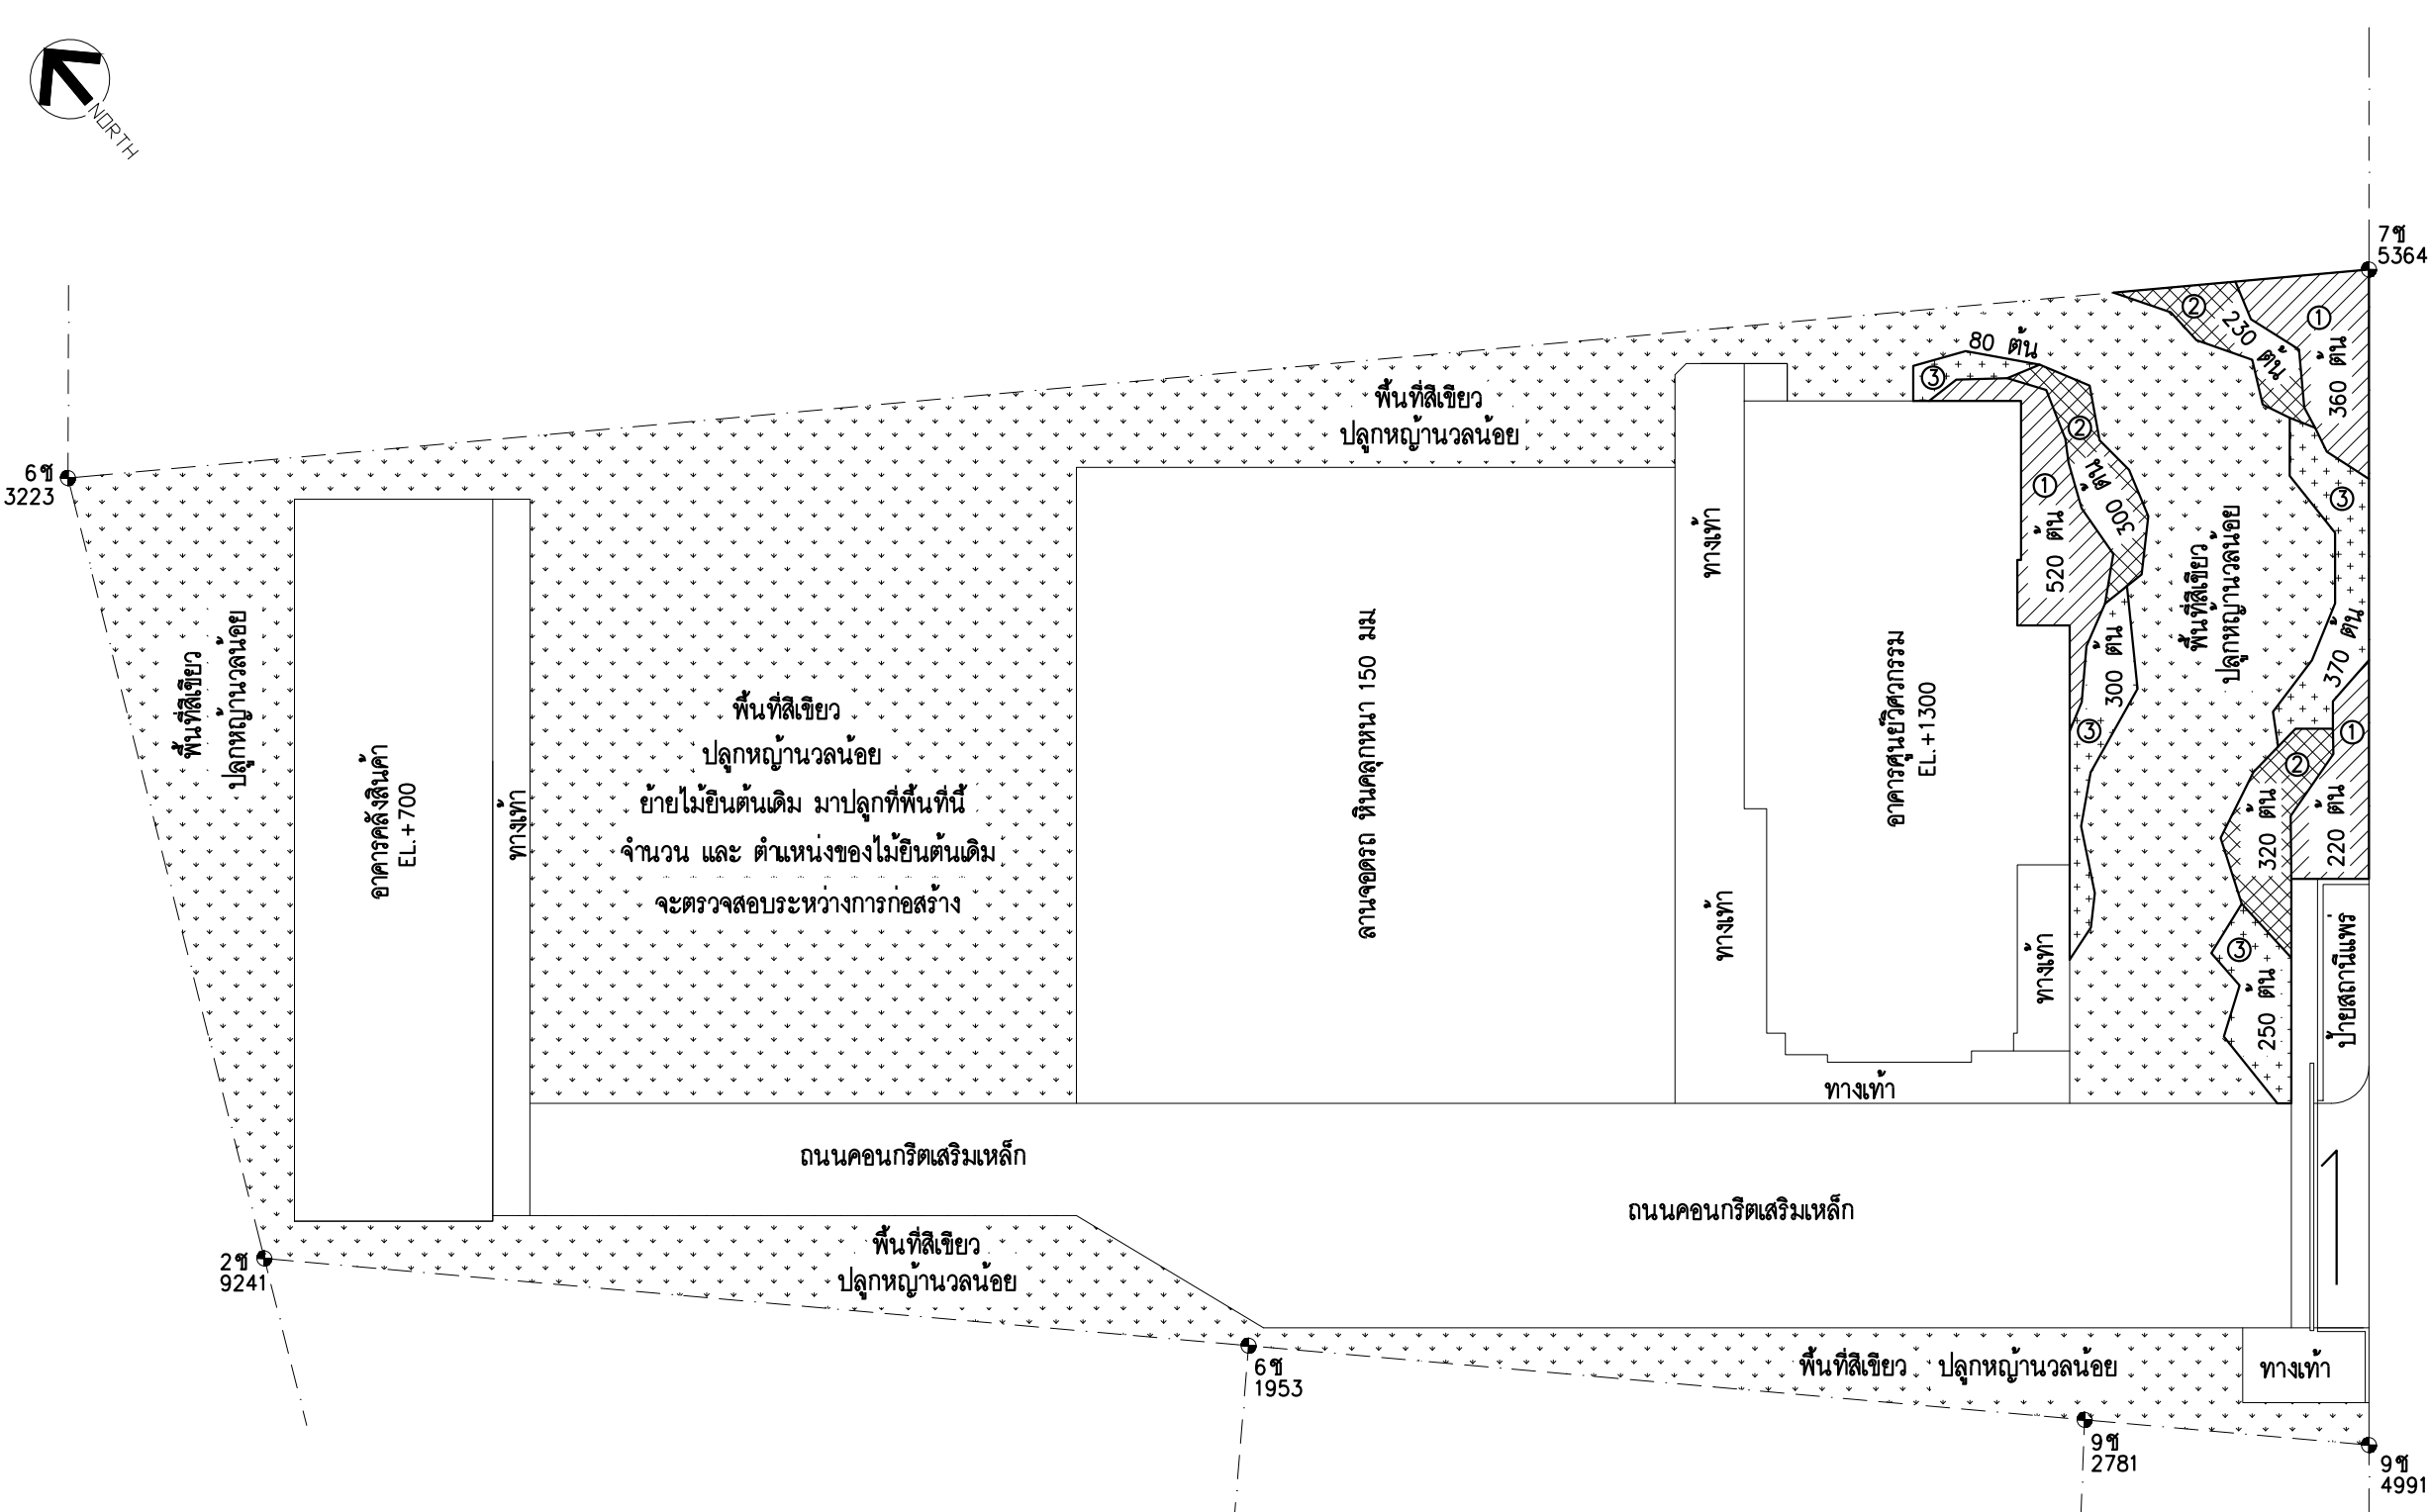 NORTH
7ช
5364
②
①
230 ต้น
360 ต้น
80 ต้น
③
พื้นที่สีเขียว
ปลูกหญ้านวลน้อย
②
6ช
3223
①
300 ต้น
③
520 ต้น
ทางเท้า
พื้นที่สีเขียว
ปลูกหญ้านวลน้อย
พื้นที่สีเขียว
ปลูกหญ้านวลน้อย
อาคารคลังสินค้า
EL.+700
ทางเท้า
พื้นที่สีเขียว
ปลูกหญ้านวลน้อย
ย้ายไม้ยืนต้นเดิม มาปลูกที่พื้นที่นี้
จำนวน และ ตำแหน่งของไม้ยืนต้นเดิม
จะตรวจสอบระหว่างการก่อสร้าง
ลานจอดรถ หินคลุกหนา 150 มม
อาคารศูนย์วิศวกรรม
EL.+1300
300 ต้น
③
370 ต้น
①
②
320 ต้น
220 ต้น
ทางเท้า
ทางเท้า
③
250 ต้น
ป้ายสถานีแพร่
ทางเท้า
ถนนคอนกรีตเสริมเหล็ก
ถนนคอนกรีตเสริมเหล็ก
พื้นที่สีเขียว
ปลูกหญ้านวลน้อย
2ช
9241
6ช
1953
พื้นที่สีเขียว ปลูกหญ้านวลน้อย
ทางเท้า
9ช
2781
9ช
4991